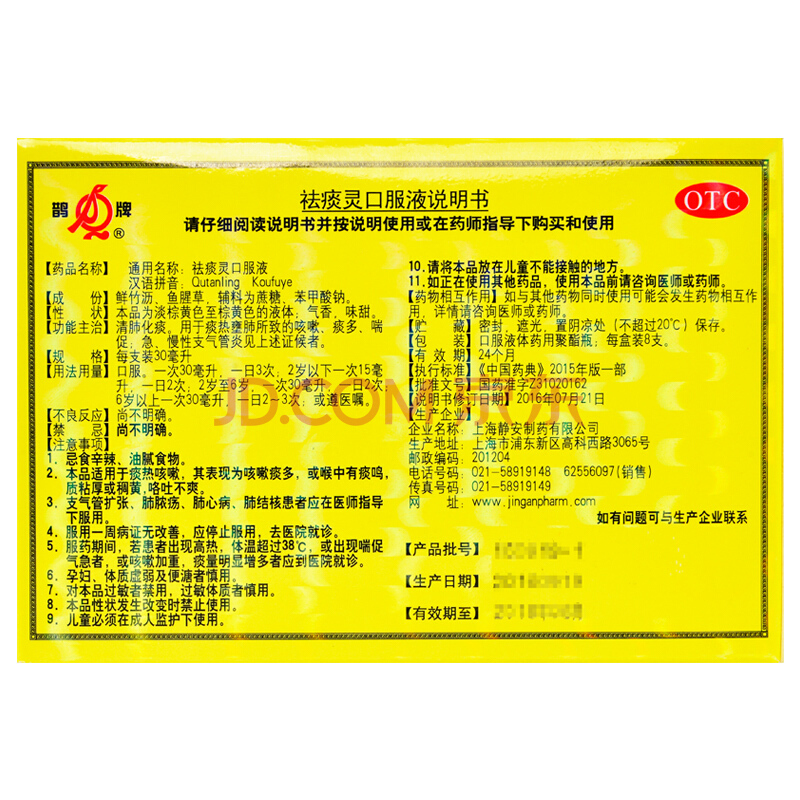 鹊牌®
OTC
祛痰灵口服液说明书
请仔细阅读说明书并按说明使用或在药师指导下购买和使用
【药品名称】 通用名称：祛痰灵口服液
汉语拼音：Qutanling Koufuye
【成 份】鲜竹沥、鱼腥草，辅料为蔗糖、苯甲酸钠。
【性 状】本品为淡棕黄色至棕黄色的液体；气香、味甜。
【功能主治】清肺化痰。用于痰热壅肺所致的咳嗽、痰多、喘
促；急、慢性支气管炎见上述证候者。
【规 格】每支装30毫升
【用法用量】口服。一次30毫升，一日3次；2岁以下一次15毫
升，一日2次；2岁至6岁一次30毫升，一日2次；
6岁以上一次30毫升，一日2~3次；或遵医嘱。
【不良反应】尚不明确。
【禁 忌】尚不明确。
【注意事项】
1. 忌食辛辣、油腻食物。
2. 本品适用于痰热咳嗽，其表现为咳嗽痰多，或喉中有痰鸣，
质粘厚或稠黄，咯吐不爽。
3. 支气管扩张、肺脓疡、肺心病、肺结核患者应在医师指导
下服用。
4. 服用一周病证无改善，应停止服用，去医院就诊。
5. 服药期间，若患者出现高热，体温超过38℃，或出现喘促
气急者，或咳嗽加重，痰量明显增多者应到医院就诊。
6. 孕妇、体质虚弱及便溏者慎用。
7. 对本品过敏者禁用，过敏体质者慎用。
8. 本品性状发生改变时禁止使用。
9. 儿童必须在成人监护下使用。
10. 请将本品放在儿童不能接触的地方。
11. 如正在使用其他药品，使用本品前请咨询医师或药师。
【药物相互作用】如与其他药物同时使用可能会发生药物相互作
用，详情请咨询医师或药师。
【贮 藏】密封，遮光，置阴凉处（不超过20℃）保存。
【包 装】口服液体药用聚酯瓶；每盒装8支。
【有 效 期】24个月
【执行标准】《中国药典》2015年版一部
【批准文号】国药准字Z31020162
【说明书修订日期】2016年07月21日
【生产企业】
企业名称：上海静安制药有限公司
生产地址：上海市浦东新区高科西路3065号
邮政编码：201204
电话号码：021-58919148 62556097(销售)
传真号码：021-58919149
网 址：www.jinganpharm.com
如有问题可与生产企业联系
【产品批号】
【生产日期】
【有效期至】
JD.COM 京东